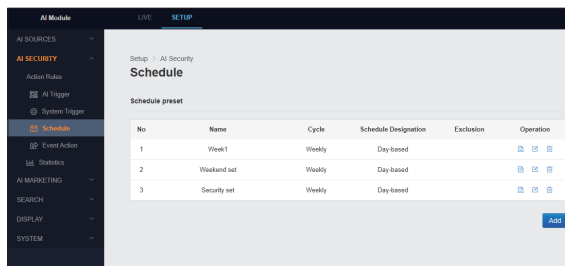 AI Module
LIVE SETUP
AI SOURCES
AI SECURITY
Action Rules
AI Trigger
System Trigger
Schedule
Event Action
Statistics
AI MARKETING
SEARCH
DISPLAY
SYSTEM
Setup > AI Security
Schedule
Schedule preset
No Name Cycle Schedule Designation Exclusion Operation
1 Week1 Weekly Day-based
2 Weekend set Weekly Day-based
3 Security set Weekly Day-based
Add